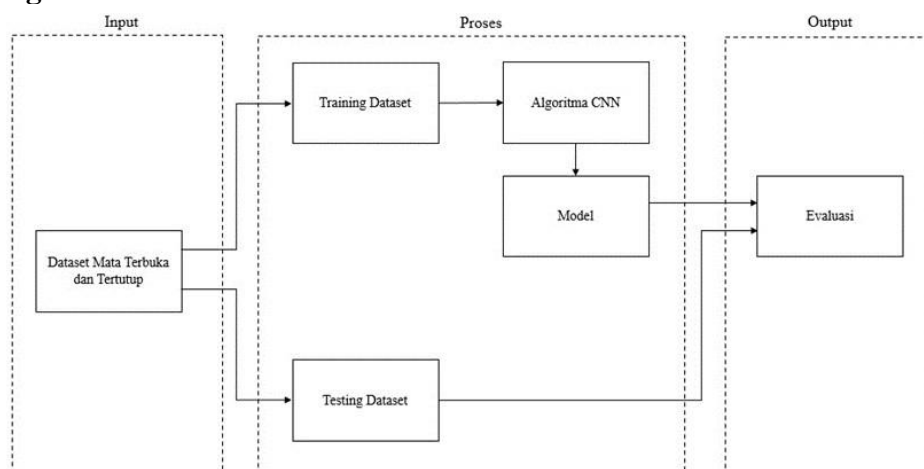 Input
Proses
Output
Training Dataset
Algoritma CNN
Model
Evaluasi
Dataset Mata Terbuka
dan Tertutup
Testing Dataset